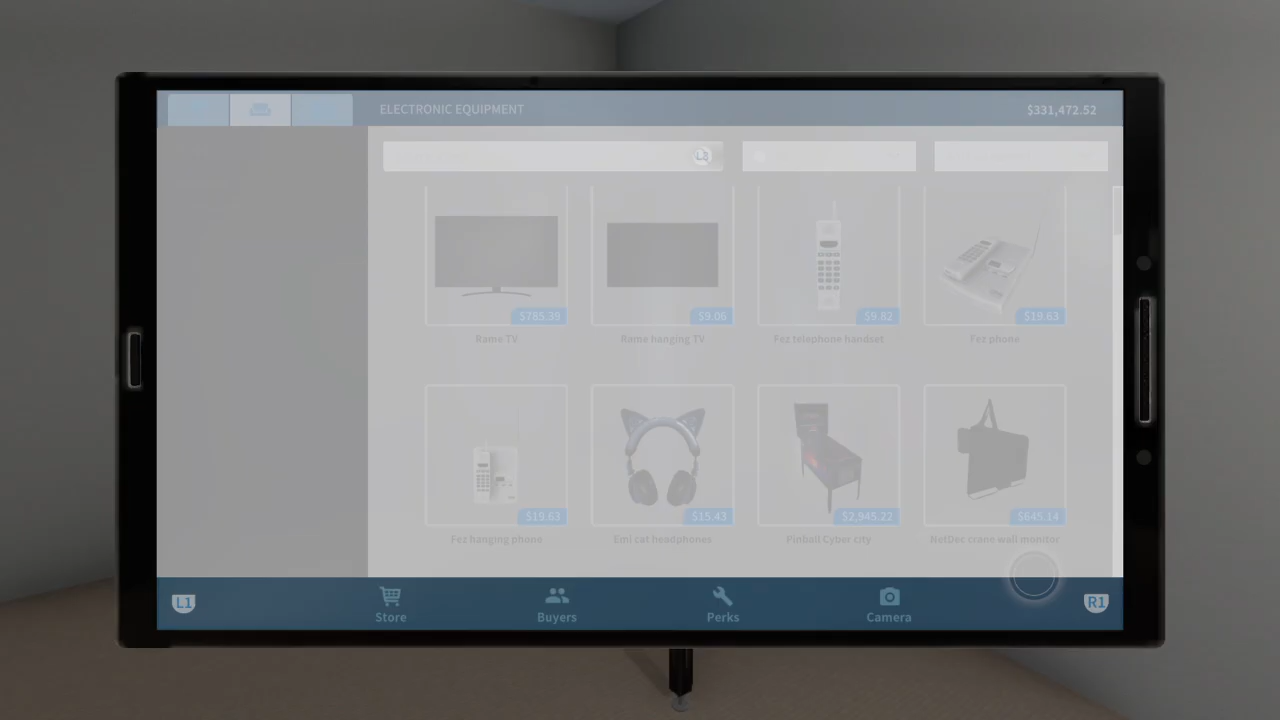 ELECTRONIC EQUIPMENT
$331,472.52
L3
$785.39
$9.06
$9.82
$19.63
Rame TV
Rame hanging TV
Fez telephone handset
Fez phone
$19.63
$15.43
$2,945.22
$645.14
Fez hanging phone
Emi cat headphones
Pinball Cyber city
NetDec crane wall monitor
L1
Store
Buyers
Perks
Camera
R1